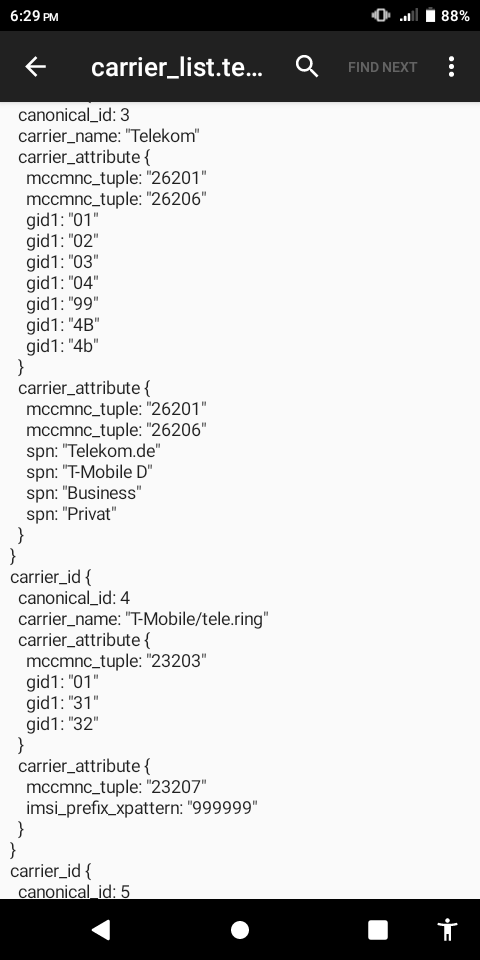 6:29 PM 88%
carrier_list.te... FIND NEXT
canonical_id: 3
carrier_name: "Telekom"
carrier_attribute {
mccmnc_tuple: "26201"
mccmnc_tuple: "26206"
gid1: "01"
gid1: "02"
gid1: "03"
gid1: "04"
gid1: "99"
gid1: "4B"
gid1: "4b"
}
carrier_attribute {
mccmnc_tuple: "26201"
mccmnc_tuple: "26206"
spn: "Telekom.de"
spn: "T-Mobile D"
spn: "Business"
spn: "Privat"
}
}
carrier_id {
canonical_id: 4
carrier_name: "T-Mobile/tele.ring"
carrier_attribute {
mccmnc_tuple: "23203"
gid1: "01"
gid1: "31"
gid1: "32"
}
carrier_attribute {
mccmnc_tuple: "23207"
imsi_prefix_xpattern: "999999"
}
}
carrier_id {
canonical_id: 5